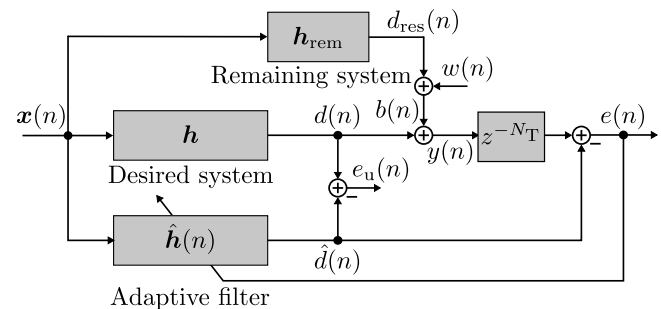 d_res(n)
h_rem
Remaining system
w(n)
x(n)
d(n)
b(n)
e(n)
h
y(n)
z^{-N_T}
Desired system
e_u(n)
ĥ(n)
d̂(n)
Adaptive filter